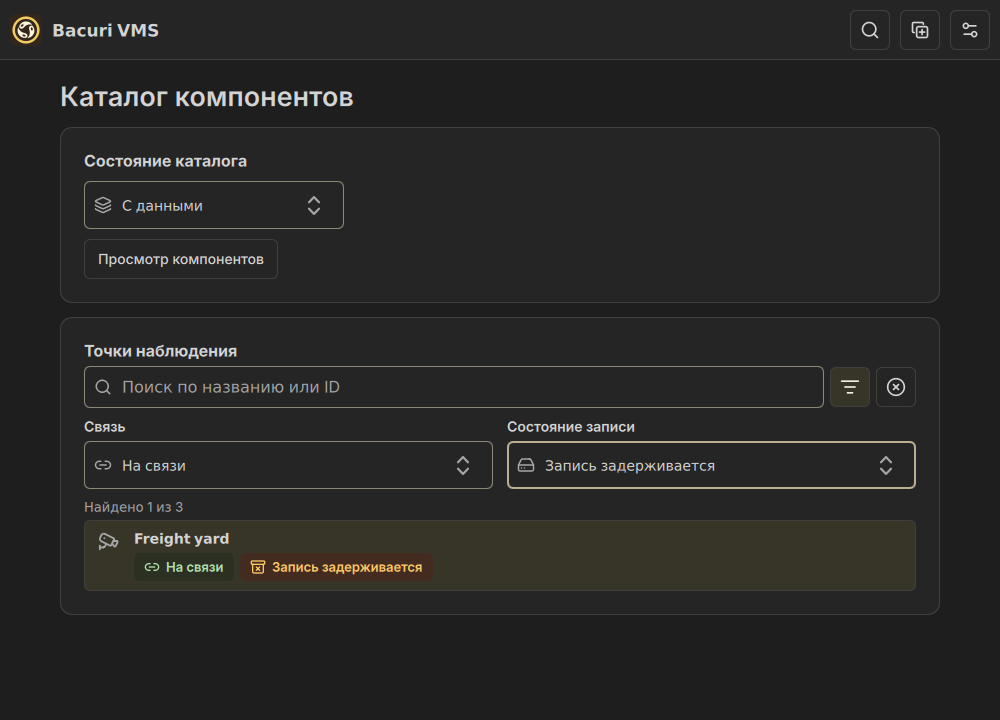 Bacuri VMS
Каталог компонентов
Состояние каталога
С данными
Просмотр компонентов
Точки наблюдения
Поиск по названию или ID
Связь
Состояние записи
На связи
Запись задерживается
Найдено 1 из 3
Freight yard
На связи
Запись задерживается